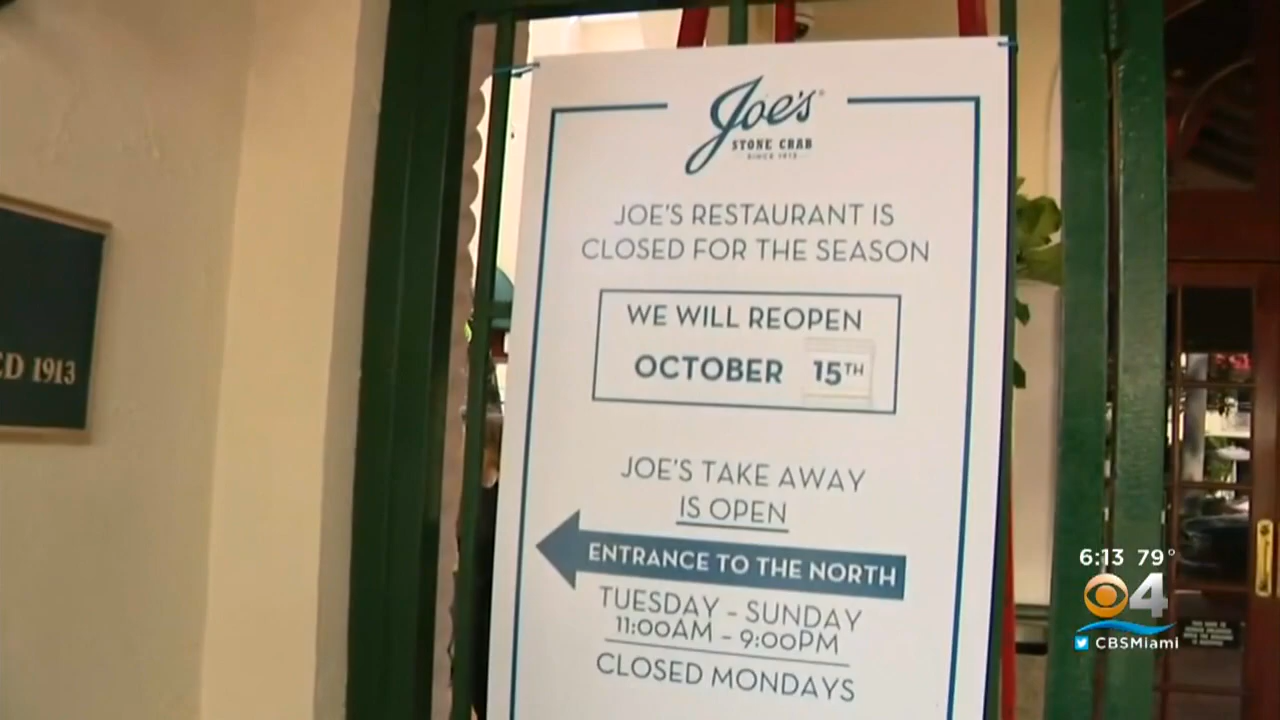 Joe's
STONE CRAB
SINCE 1913
JOE'S RESTAURANT IS
CLOSED FOR THE SEASON
WE WILL REOPEN
OCTOBER 15TH
JOE'S TAKE AWAY
IS OPEN
ENTRANCE TO THE NORTH
TUESDAY - SUNDAY
11:00AM - 9:00PM
CLOSED MONDAYS
ED 1913
6:13 79°
4
CBSMiami